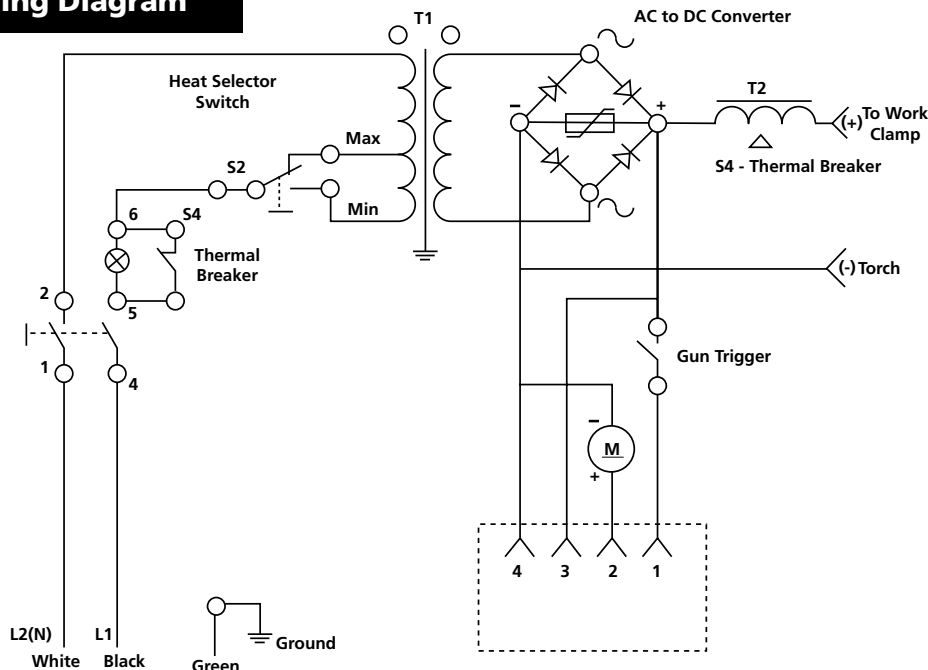 ing Diagram
T1
AC to DC Converter
Heat Selector
Switch
T2
-
+
(+) To Work
Clamp
Max
S2
S4 - Thermal Breaker
Min
6
S4
Thermal
Breaker
(-) Torch
2
5
Gun Trigger
1
4
-
M
+
4 3 2 1
L2(N) L1
Ground
White Black
Green